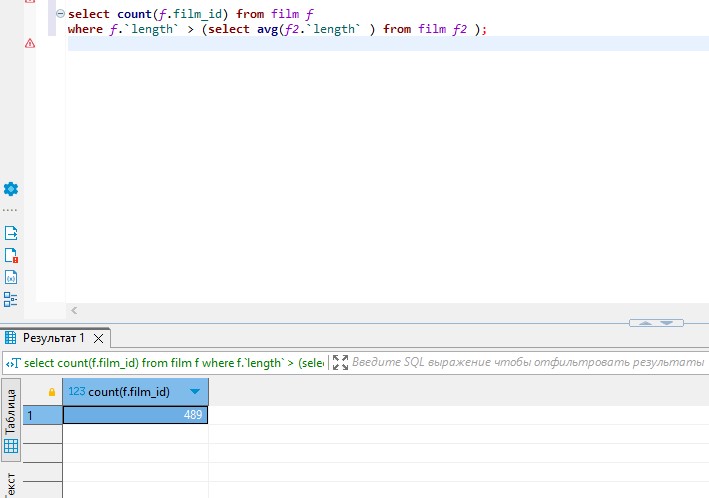 select count(f.film_id) from film f
where f.`length` > (select avg(f2.`length` ) from film f2 );
Результат 1
select count(f.film_id) from film f where f.`length` > (sele
Введите SQL выражение чтобы отфильтровать результаты
Таблица
123 count(f.film_id)
1 489
екст